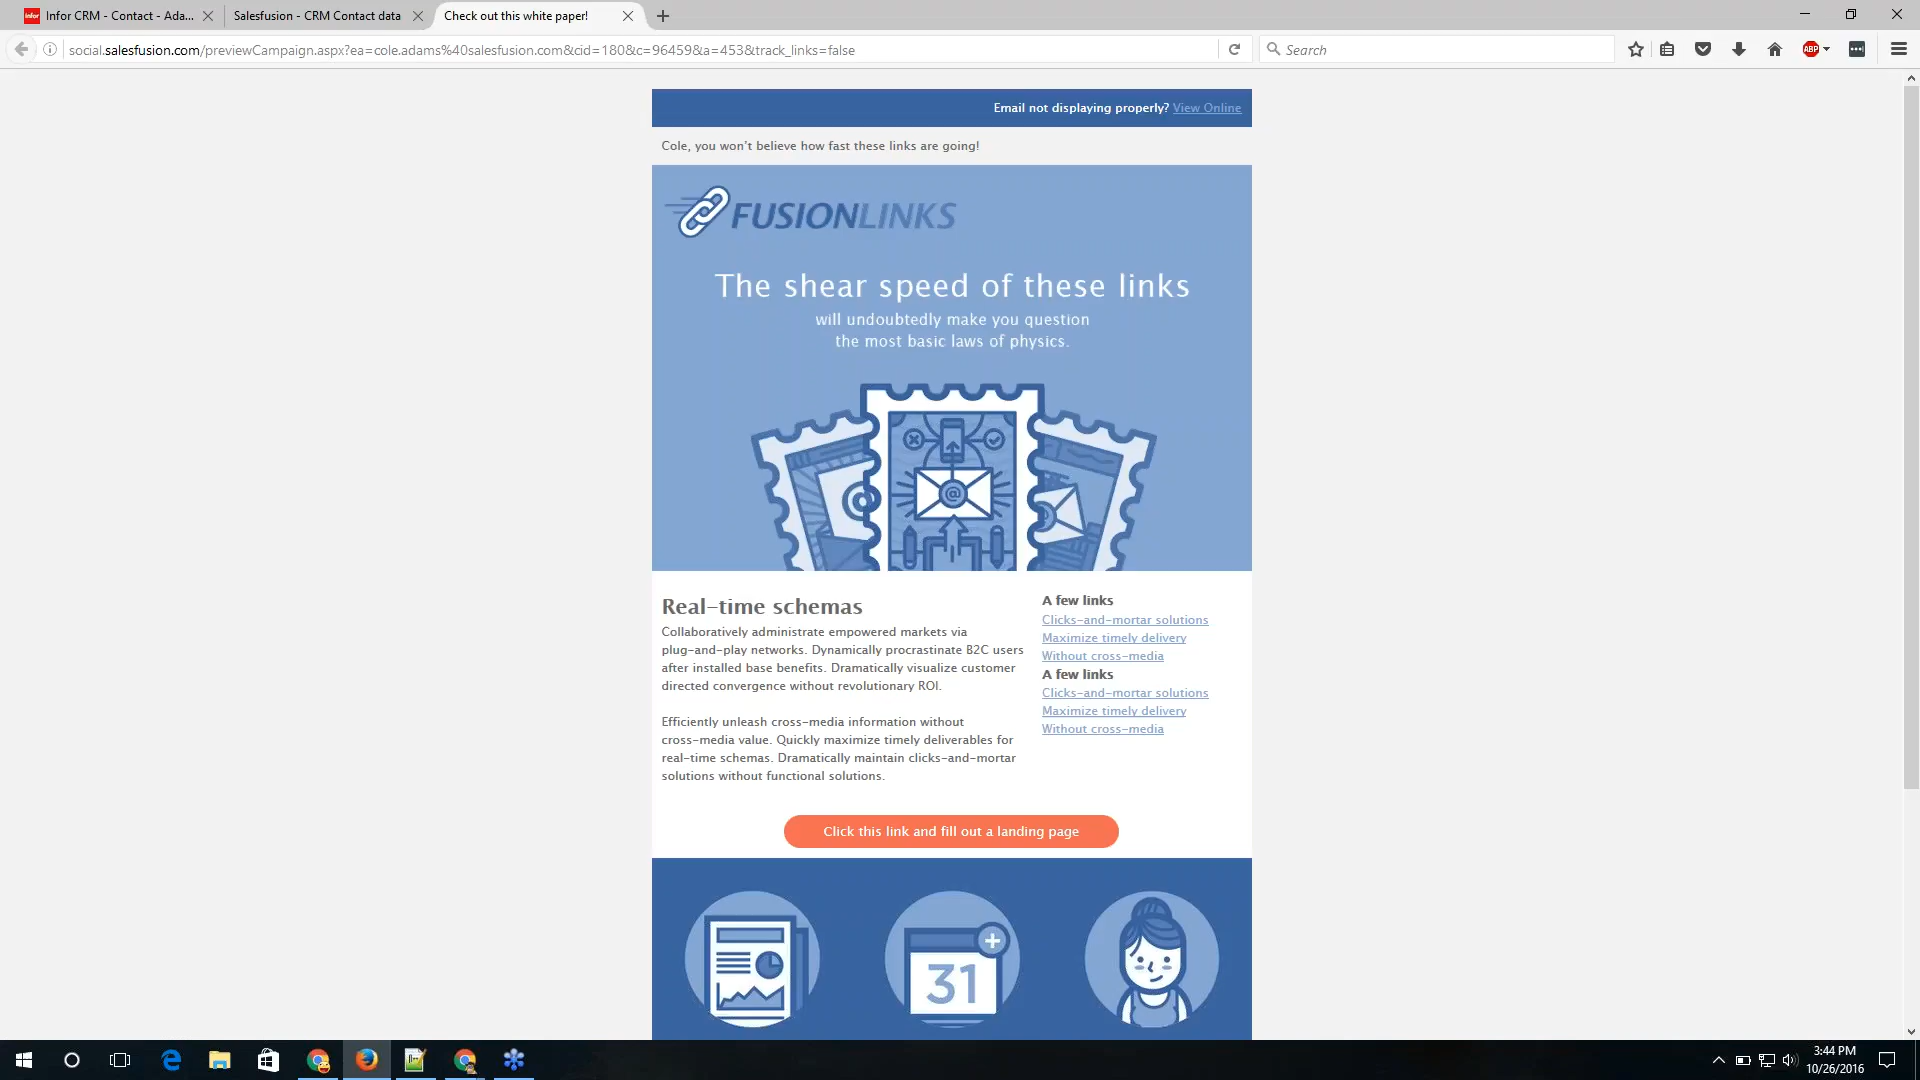 Infor CRM - Contact - Ada...
Salesfusion - CRM Contact data
Check out this white paper!
social.salesfusion.com/previewCampaign.aspx?ea=cole.adams%40salesfusion.com&cid=180&c=96459&a=453&track_links=false
Search
ABP
Email not displaying properly? View Online
Cole, you won't believe how fast these links are going!
FUSIONLINKS
The shear speed of these links
will undoubtedly make you question
the most basic laws of physics.
@
Real-time schemas
Collaboratively administrate empowered markets via
plug-and-play networks. Dynamically procrastinate B2C users
after installed base benefits. Dramatically visualize customer
directed convergence without revolutionary ROI.
Efficiently unleash cross-media information without
cross-media value. Quickly maximize timely deliverables for
real-time schemas. Dramatically maintain clicks-and-mortar
solutions without functional solutions.
A few links
Clicks-and-mortar solutions
Maximize timely delivery
Without cross-media
A few links
Clicks-and-mortar solutions
Maximize timely delivery
Without cross-media
Click this link and fill out a landing page
31
3:44 PM
10/26/2016